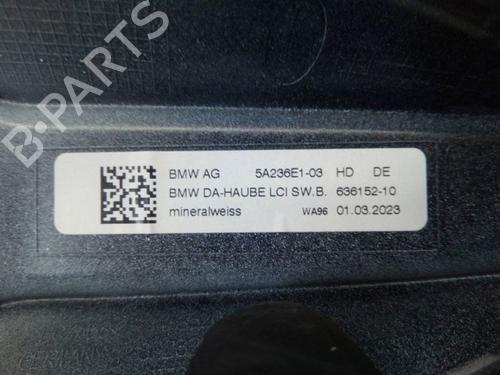 B-PARTS
BMW AG 5A236E1-03 HD DE
BMW DA-HAUBE LCI SW.B. 636152-10
mineralweiss WA96 01.03.2023